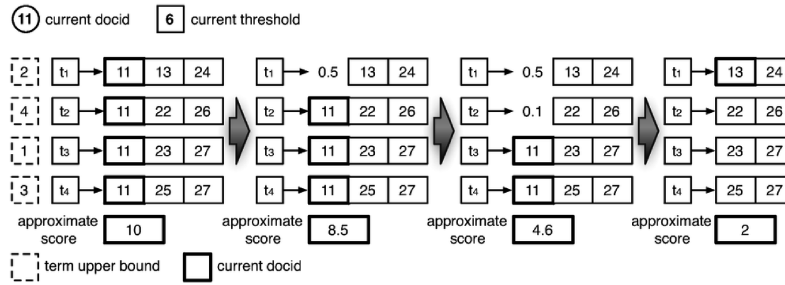 11 current docid 6 current threshold
2 t1 11 13 24 t1 0.5 13 24 t1 0.5 13 24 t1 13 24
4 t2 11 22 26 t2 11 22 26 t2 0.1 22 26 t2 22 26
1 t3 11 23 27 t3 11 23 27 t3 11 23 27 t3 23 27
3 t4 11 25 27 t4 11 25 27 t4 11 25 27 t4 25 27
approximate score 10 approximate score 8.5 approximate score 4.6 approximate score 2
term upper bound current docid